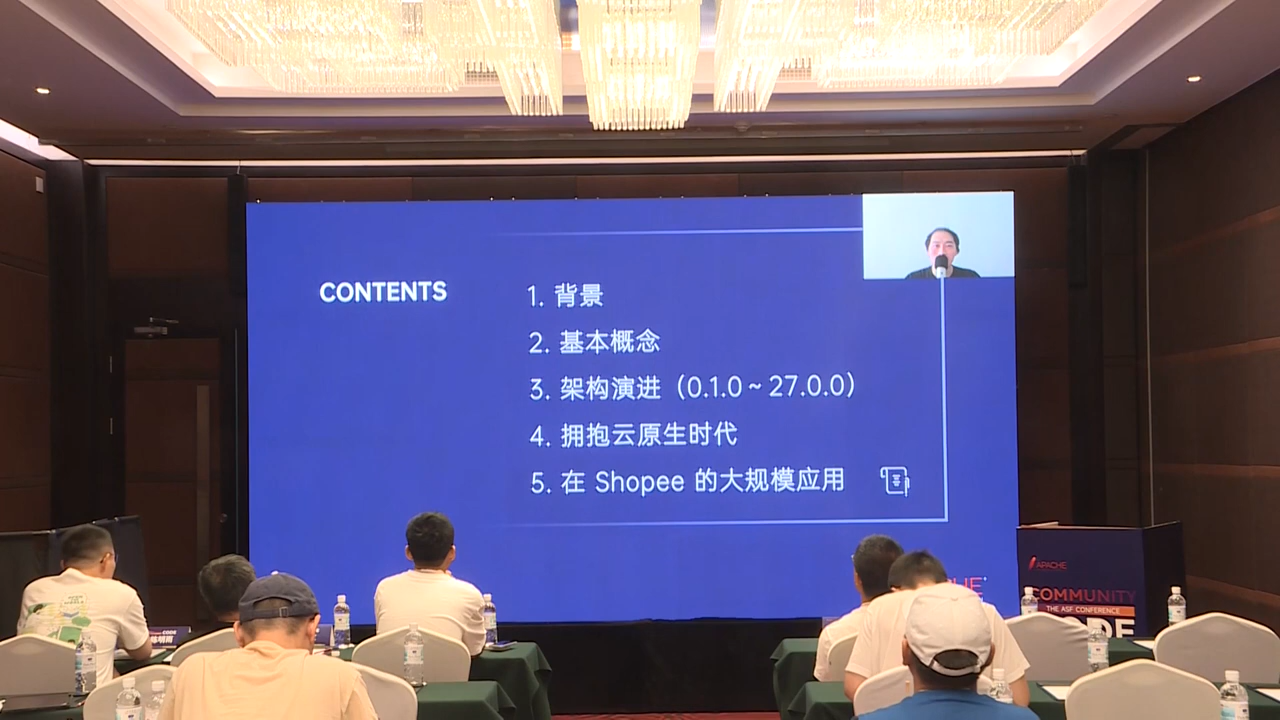 CONTENTS
1. 背景
2. 基本概念
3. 架构演进（0.1.0 ~ 27.0.0）
4. 拥抱云原生时代
5. 在 Shopee 的大规模应用
APACHE
COMMUNITY
THE ASF CONFERENCE
CODE